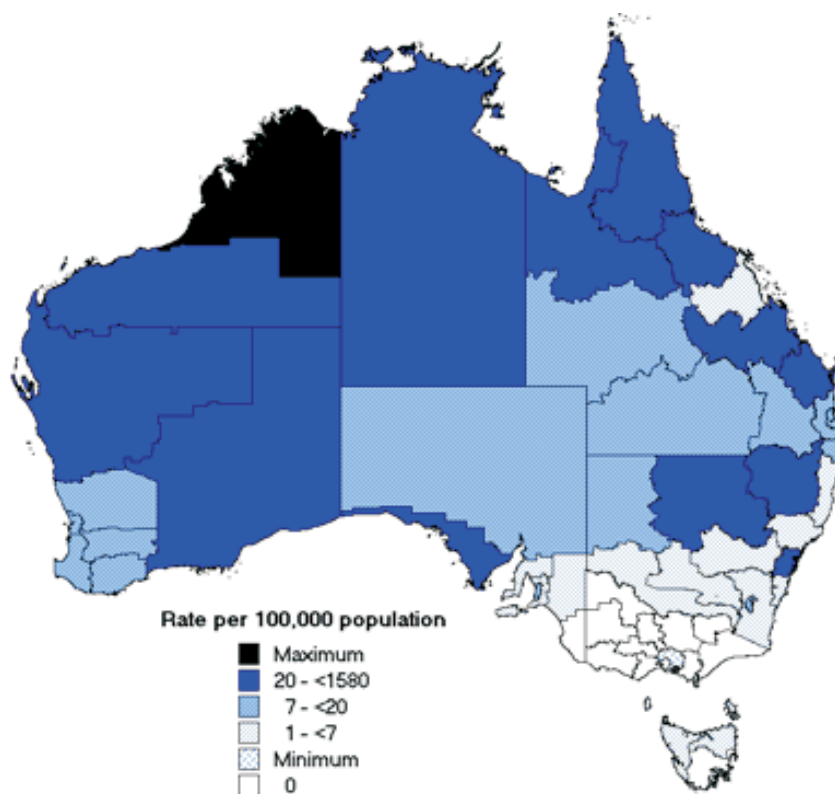 Rate per 100,000 population
Maximum
20 - <1580
7 - <20
1 - <7
Minimum
0